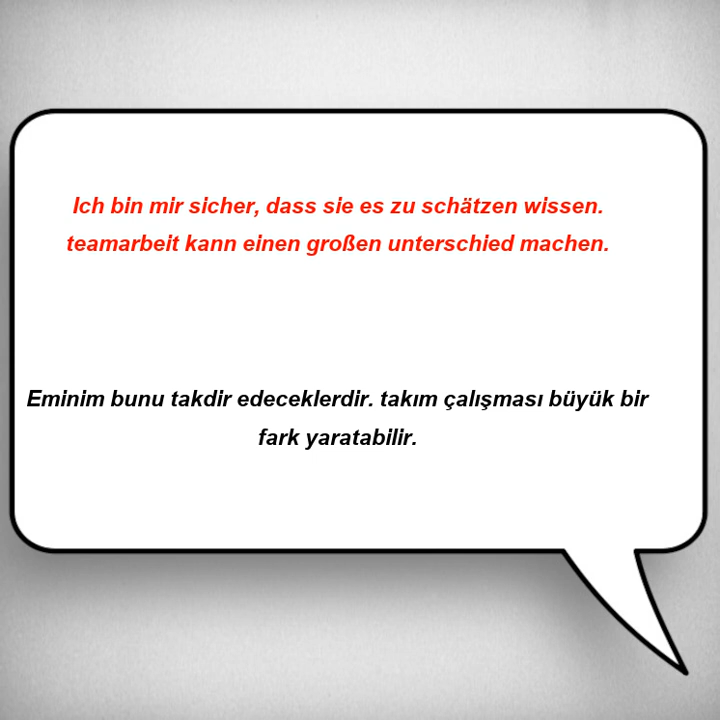 Ich bin mir sicher, dass sie es zu schätzen wissen.
teamarbeit kann einen großen unterschied machen.
Eminim bunu takdir edeceklerdir. takım çalışması büyük bir
fark yaratabilir.